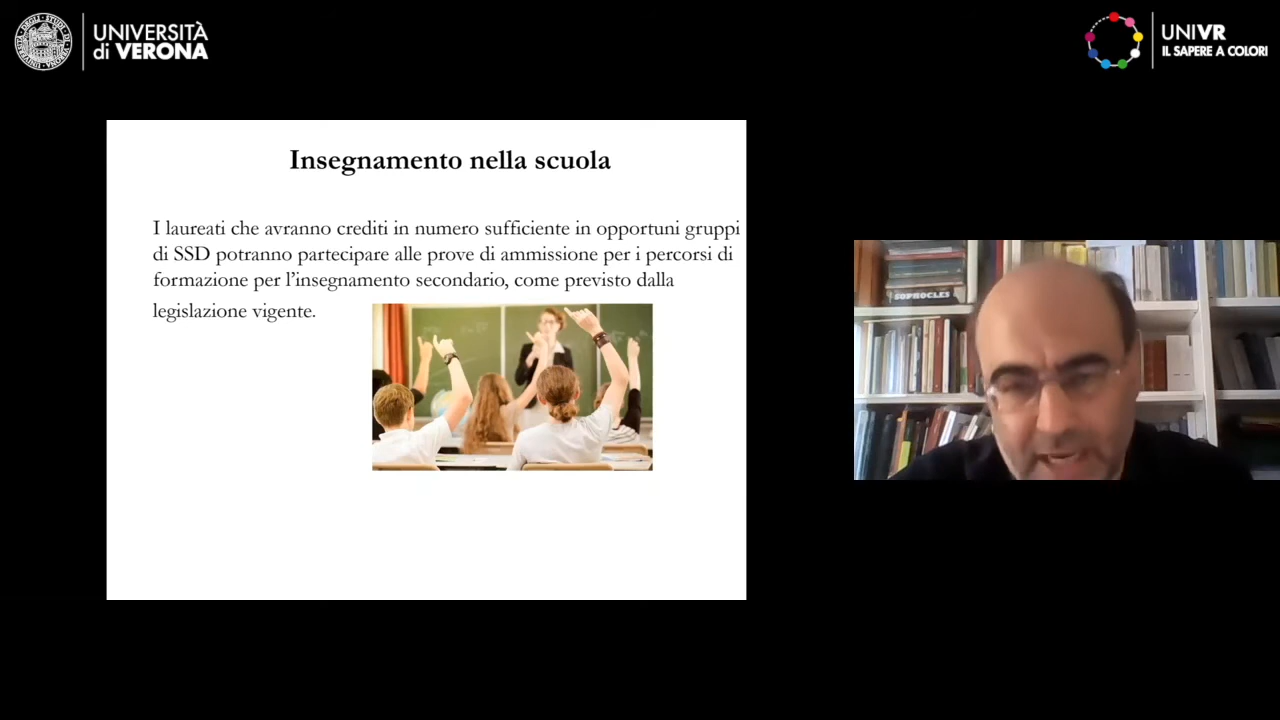 UNIVERSITÀ
di VERONA
UNIVR
IL SAPERE A COLORI
Insegnamento nella scuola
I laureati che avranno crediti in numero sufficiente in opportuni gruppi
di SSD potranno partecipare alle prove di ammissione per i percorsi di
formazione per l’insegnamento secondario, come previsto dalla
legislazione vigente.
SOPHOCLES